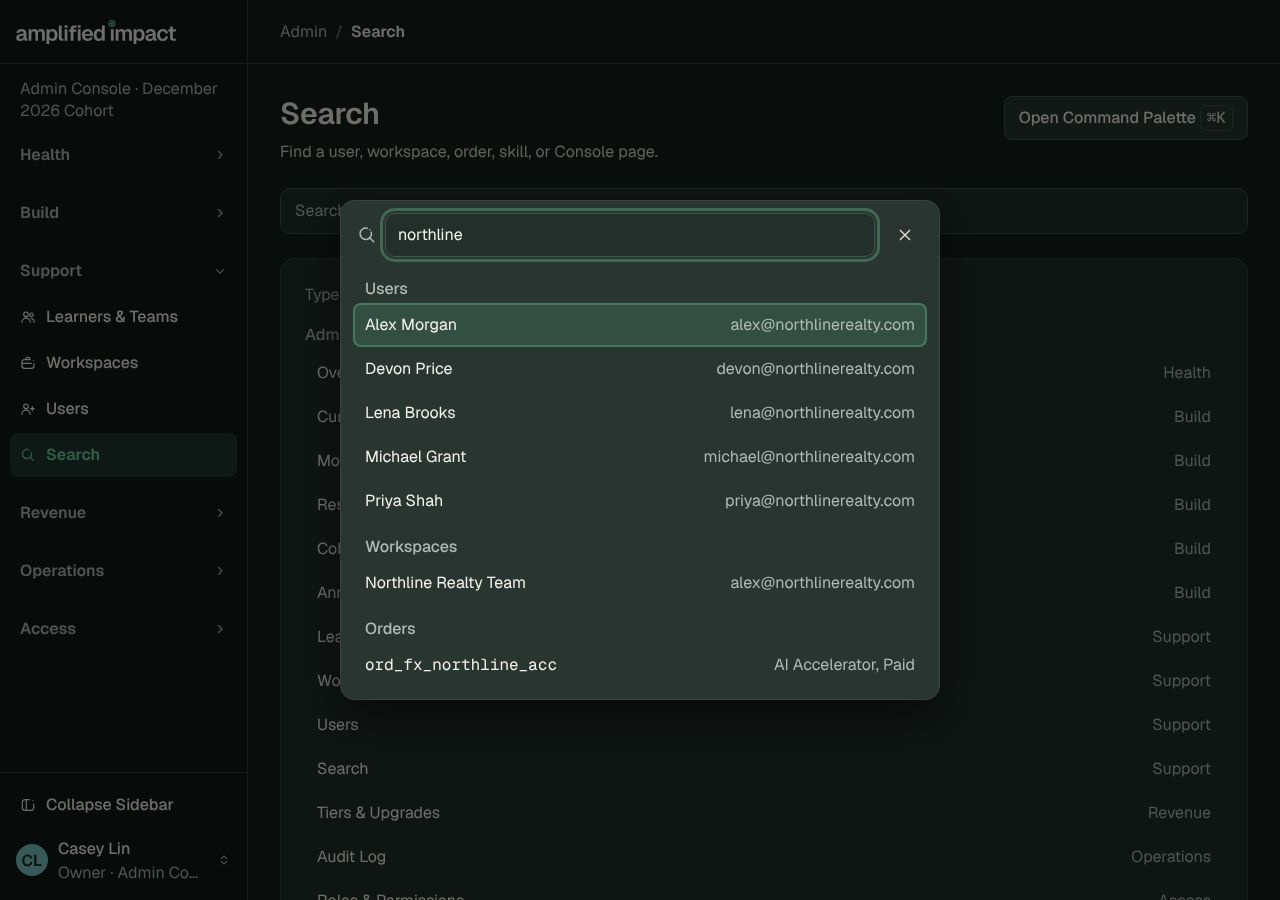 amplified impact
Admin / Search
Admin Console · December
2026 Cohort
Health
Build
Support
Learners & Teams
Workspaces
Users
Search
Revenue
Operations
Access
Collapse Sidebar
CL
Casey Lin
Owner · Admin Co...
Search
Find a user, workspace, order, skill, or Console page.
Open Command Palette ⌘K
Search
northline
Users
Alex Morgan alex@northlinerealty.com
Devon Price devon@northlinerealty.com
Lena Brooks lena@northlinerealty.com
Michael Grant michael@northlinerealty.com
Priya Shah priya@northlinerealty.com
Workspaces
Northline Realty Team alex@northlinerealty.com
Orders
ord_fx_northline_acc AI Accelerator, Paid
Type
Health
Build
Build
Build
Build
Build
Support
Support
Users Support
Search Support
Tiers & Upgrades Revenue
Audit Log Operations
Roles & Permissions Access